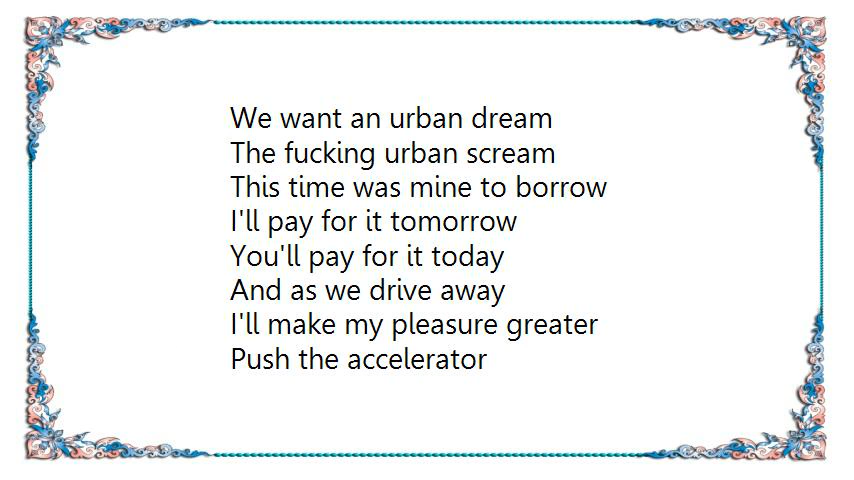 We want an urban dream
The fucking urban scream
This time was mine to borrow
I'll pay for it tomorrow
You'll pay for it today
And as we drive away
I'll make my pleasure greater
Push the accelerator